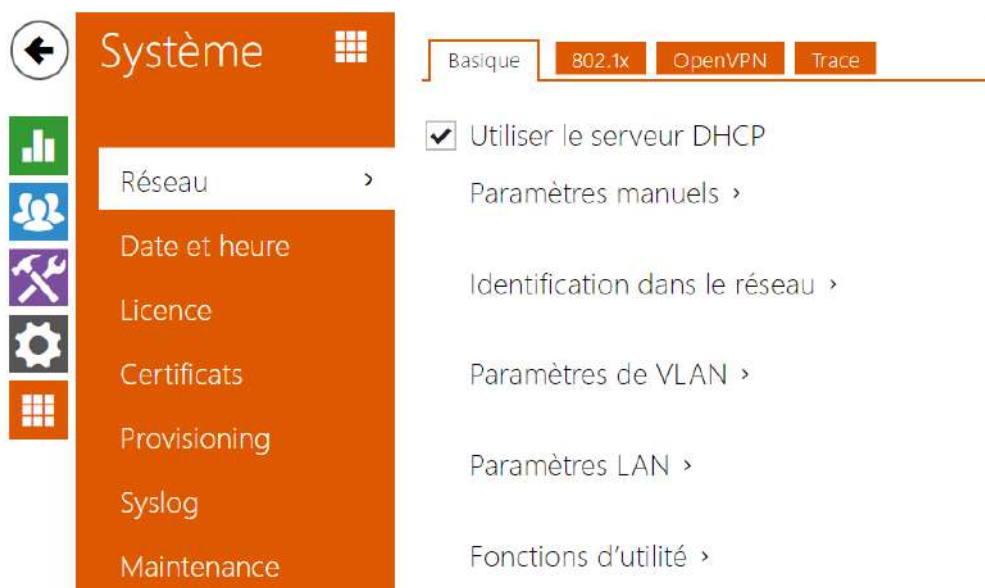 Système
Réseau
Date et heure
Licence
Certificats
Provisioning
Syslog
Maintenance
Basique
802.1x
OpenVPN
Trace
Utiliser le serveur DHCP
Paramètres manuels
Identification dans le réseau
Paramètres de VLAN
Paramètres LAN
Fonctions d'utilité